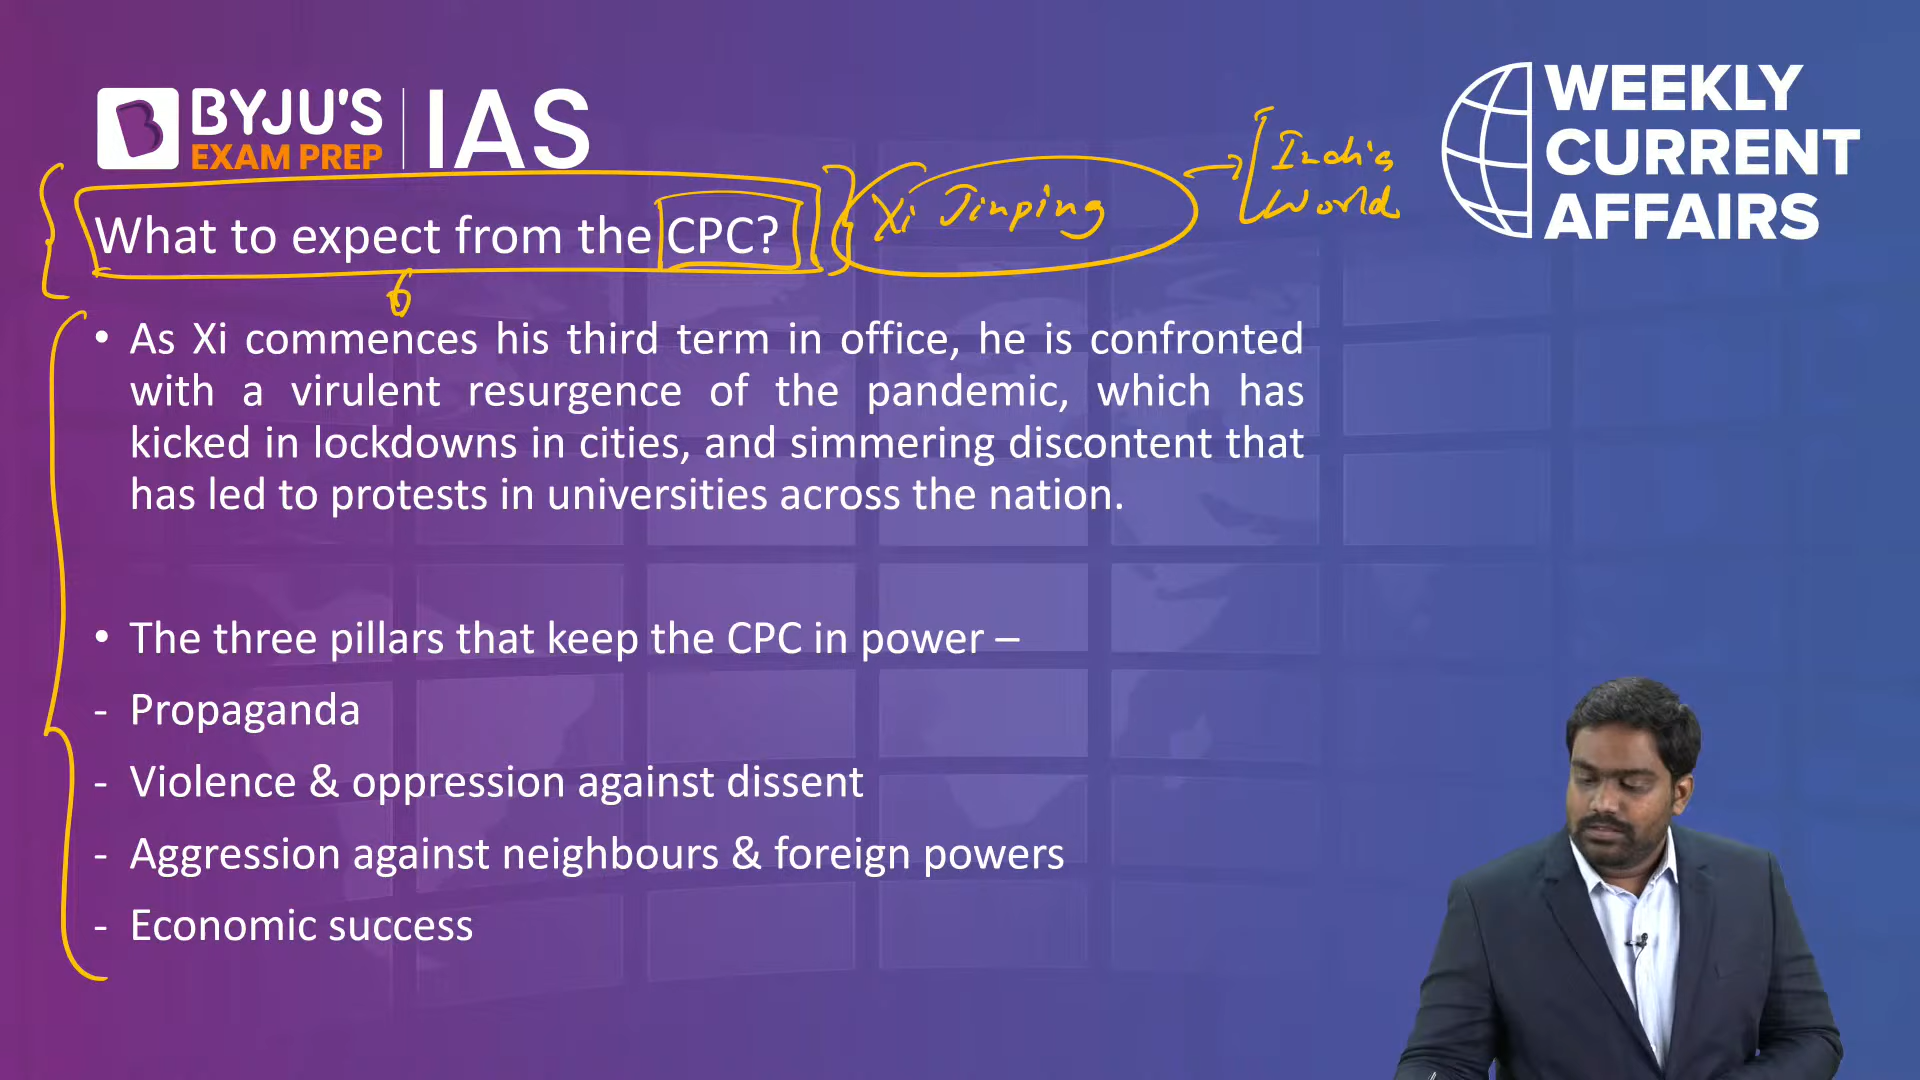 BYJU'S
EXAM PREP
IAS
WEEKLY
CURRENT
AFFAIRS
What to expect from the CPC?
Xi Jinping
India
World
• As Xi commences his third term in office, he is confronted
with a virulent resurgence of the pandemic, which has
kicked in lockdowns in cities, and simmering discontent that
has led to protests in universities across the nation.
• The three pillars that keep the CPC in power –
- Propaganda
- Violence & oppression against dissent
- Aggression against neighbours & foreign powers
- Economic success